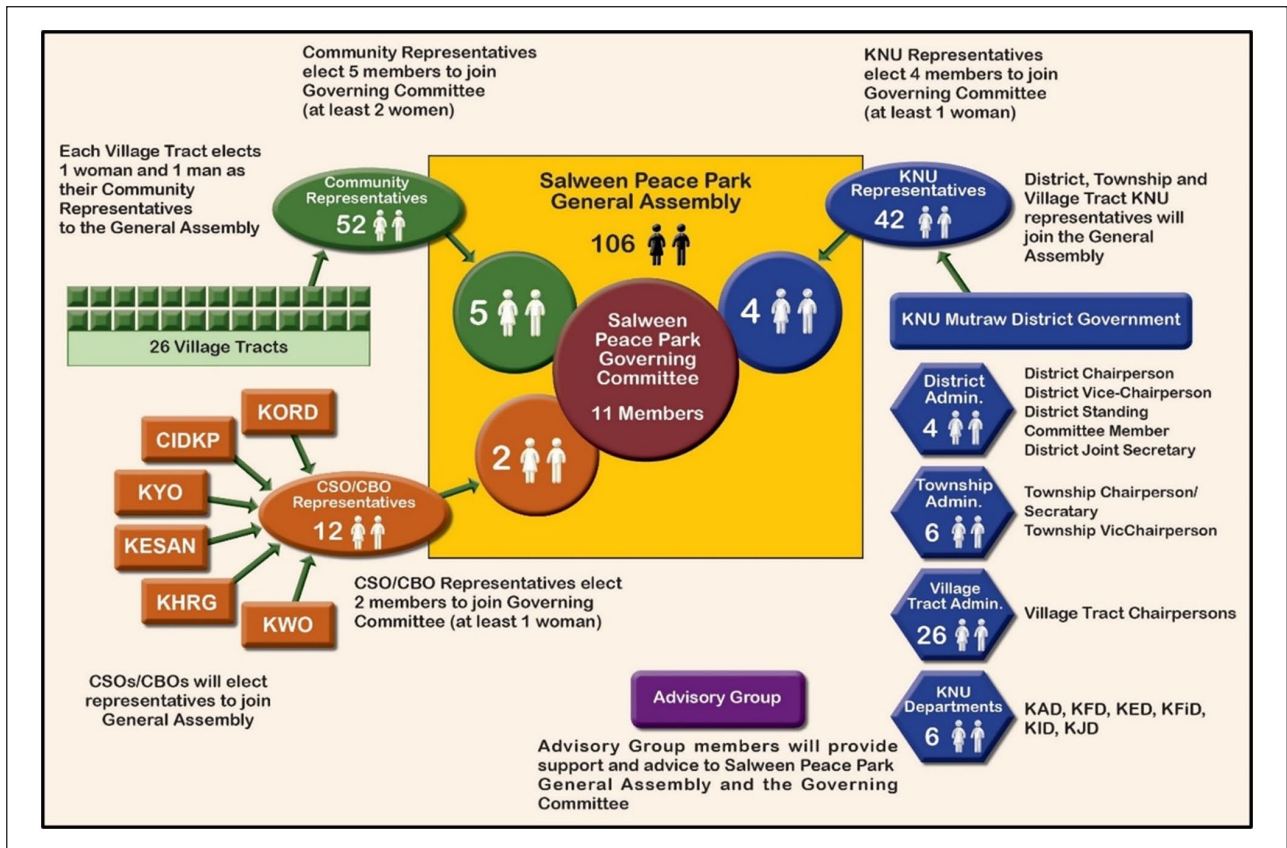 Community Representatives
elect 5 members to join
Governing Committee
(at least 2 women)
KNU Representatives
elect 4 members to join
Governing Committee
(at least 1 woman)
Each Village Tract elects
1 woman and 1 man as
their Community
Representatives
to the General Assembly
Community
Representatives
52
Salween Peace Park
General Assembly
106
KNU
Representatives
42
District, Township and
Village Tract KNU
representatives will
join the General
Assembly
26 Village Tracts
5
4
Salween
Peace Park
Governing
Committee
11 Members
2
KNU Mutraw District Government
District
Admin.
4
District Chairperson
District Vice-Chairperson
District Standing
Committee Member
District Joint Secretary
Township
Admin.
6
Township Chairperson/
Secratary
Township VicChairperson
Village
Tract Admin.
26
Village Tract Chairpersons
KNU
Departments
6
KAD, KFD, KED, KFiD,
KID, KJD
KORD
CIDKP
KYO
KESAN
KHRG
KWO
CSO/CBO
Representatives
12
CSO/CBO Representatives elect
2 members to join Governing
Committee (at least 1 woman)
CSOs/CBOs will elect
representatives to join
General Assembly
Advisory Group
Advisory Group members will provide
support and advice to Salween Peace Park
General Assembly and the Governing
Committee